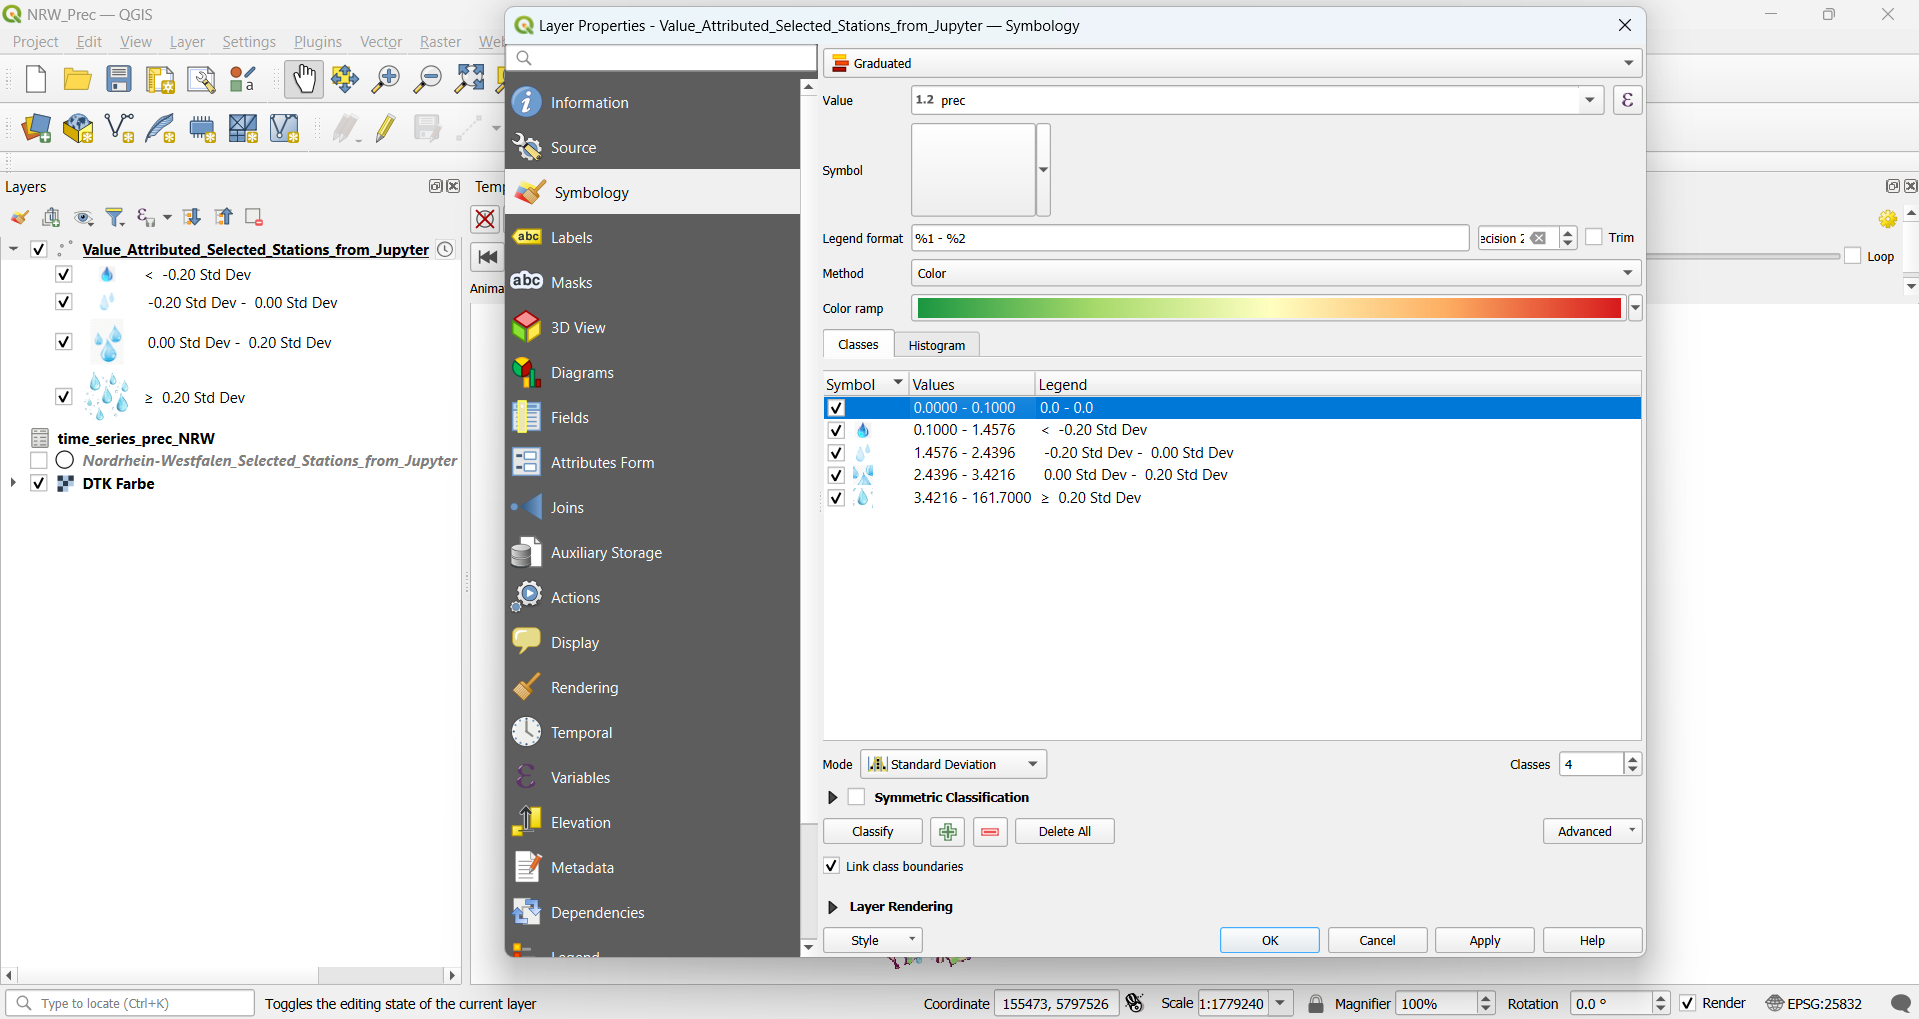 NRW_Prec — QGIS
Project Edit View Layer Settings Plugins Vector Raster
Layers
Value_Attributed_Selected_Stations_from_Jupyter
< -0.20 Std Dev
-0.20 Std Dev - 0.00 Std Dev
0.00 Std Dev - 0.20 Std Dev
≥ 0.20 Std Dev
time_series_prec_NRW
Nordrhein-Westfalen_Selected_Stations_from_Jupyter
DTK Farbe
Layer Properties - Value_Attributed_Selected_Stations_from_Jupyter — Symbology
Information
Source
Symbology
abc Labels
abc Masks
3D View
Diagrams
Fields
Attributes Form
Joins
Auxiliary Storage
Actions
Display
Rendering
Temporal
Variables
Elevation
Metadata
Dependencies
Graduated
Value 1.2 prec ε
Symbol
Legend format %1 - %2 Trim
Method Color
Color ramp
Classes Histogram
Symbol Values Legend
0.0000 - 0.1000 0.0 - 0.0
0.1000 - 1.4576 < -0.20 Std Dev
1.4576 - 2.4396 -0.20 Std Dev - 0.00 Std Dev
2.4396 - 3.4216 0.00 Std Dev - 0.20 Std Dev
3.4216 - 161.7000 ≥ 0.20 Std Dev
Mode Standard Deviation Classes 4
Symmetric Classification
Classify Delete All Advanced
Link class boundaries
Layer Rendering
Style OK Cancel Apply Help
Loop
Type to locate (Ctrl+K) Toggles the editing state of the current layer Coordinate 155473, 5797526 Scale 1:1779240 Magnifier 100% Rotation 0.0 ° Render EPSG:25832